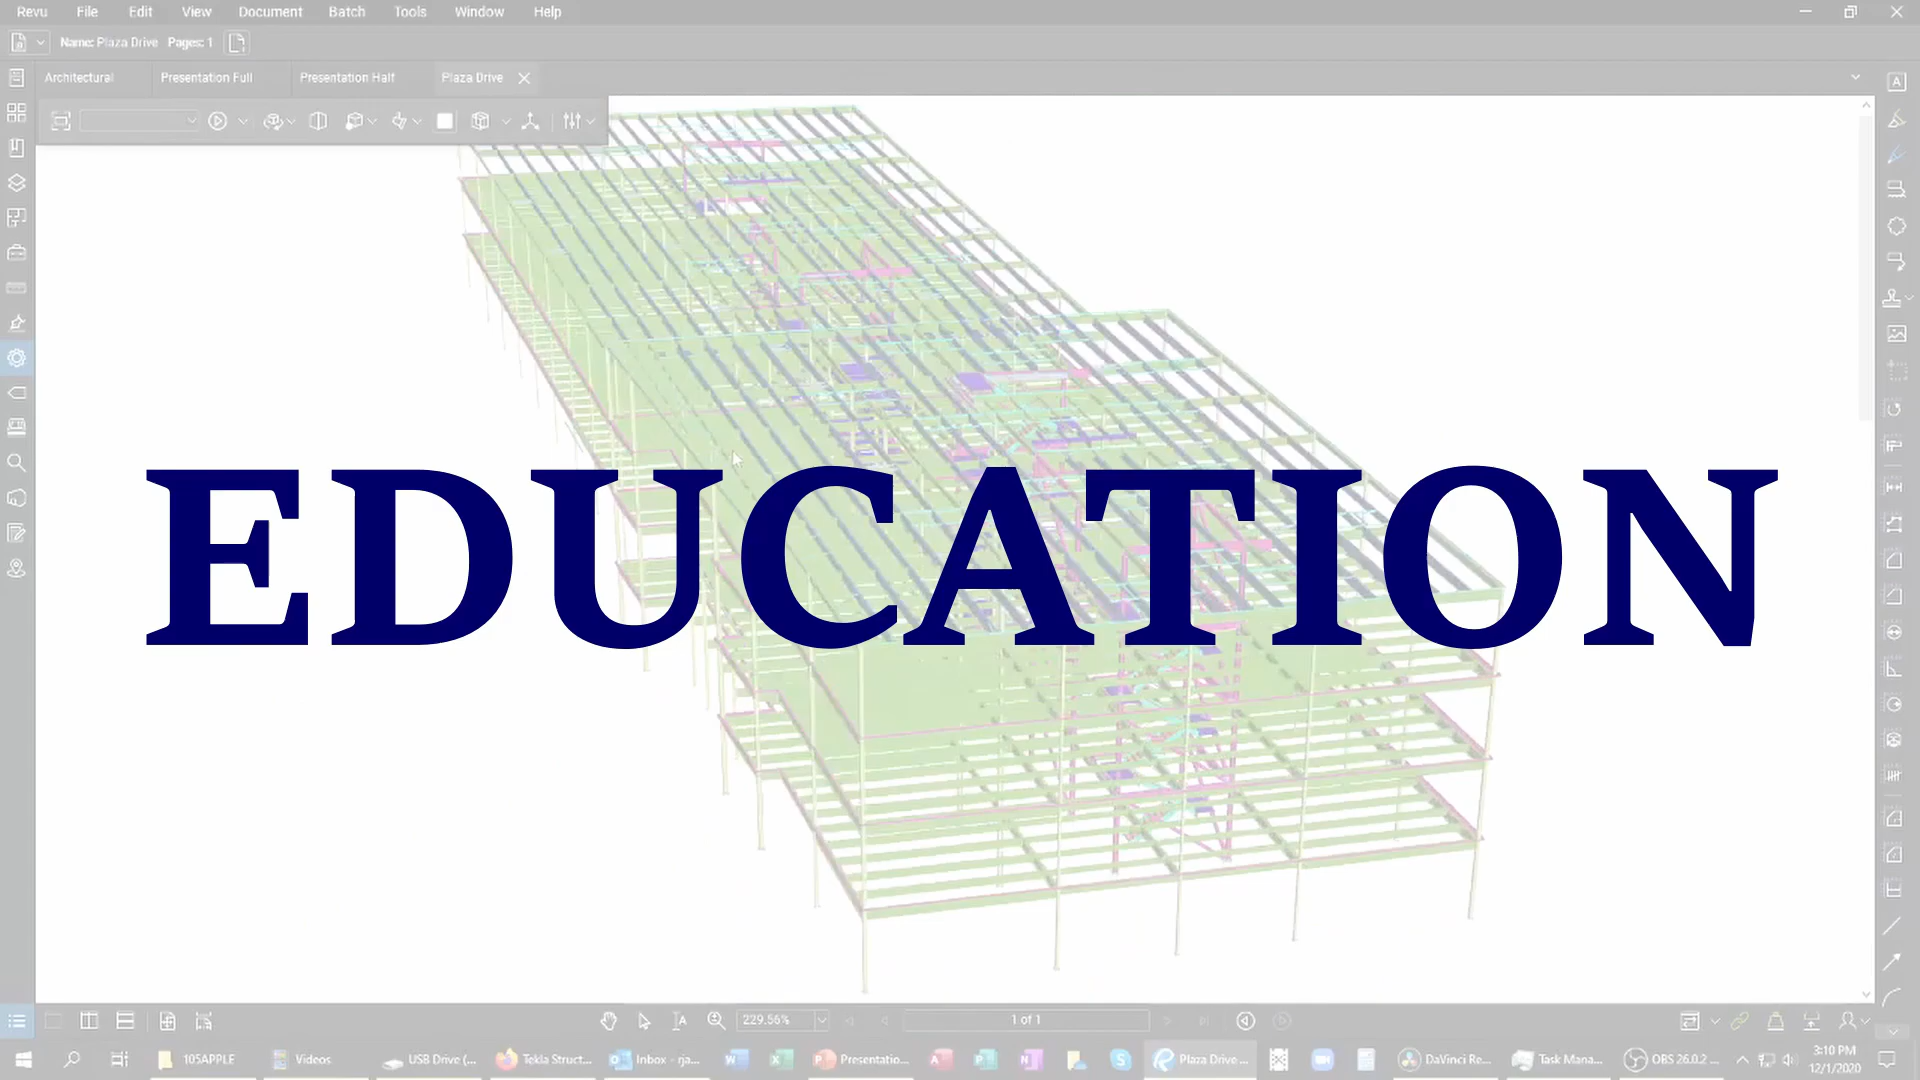 Revu File Edit View Document Batch Tools Window Help
Name: Plaza Drive Pages: 1
Architectural Presentation Full Presentation Half Plaza Drive
EDUCATION
229.56% 1 of 1
105APPLE Videos USB Drive (... Tekla Struct... Inbox - rja... Presentatio... Plaza Drive ... DaVinci Re... Task Mana... OBS 26.0.2 ... 3:10 PM
12/1/2020